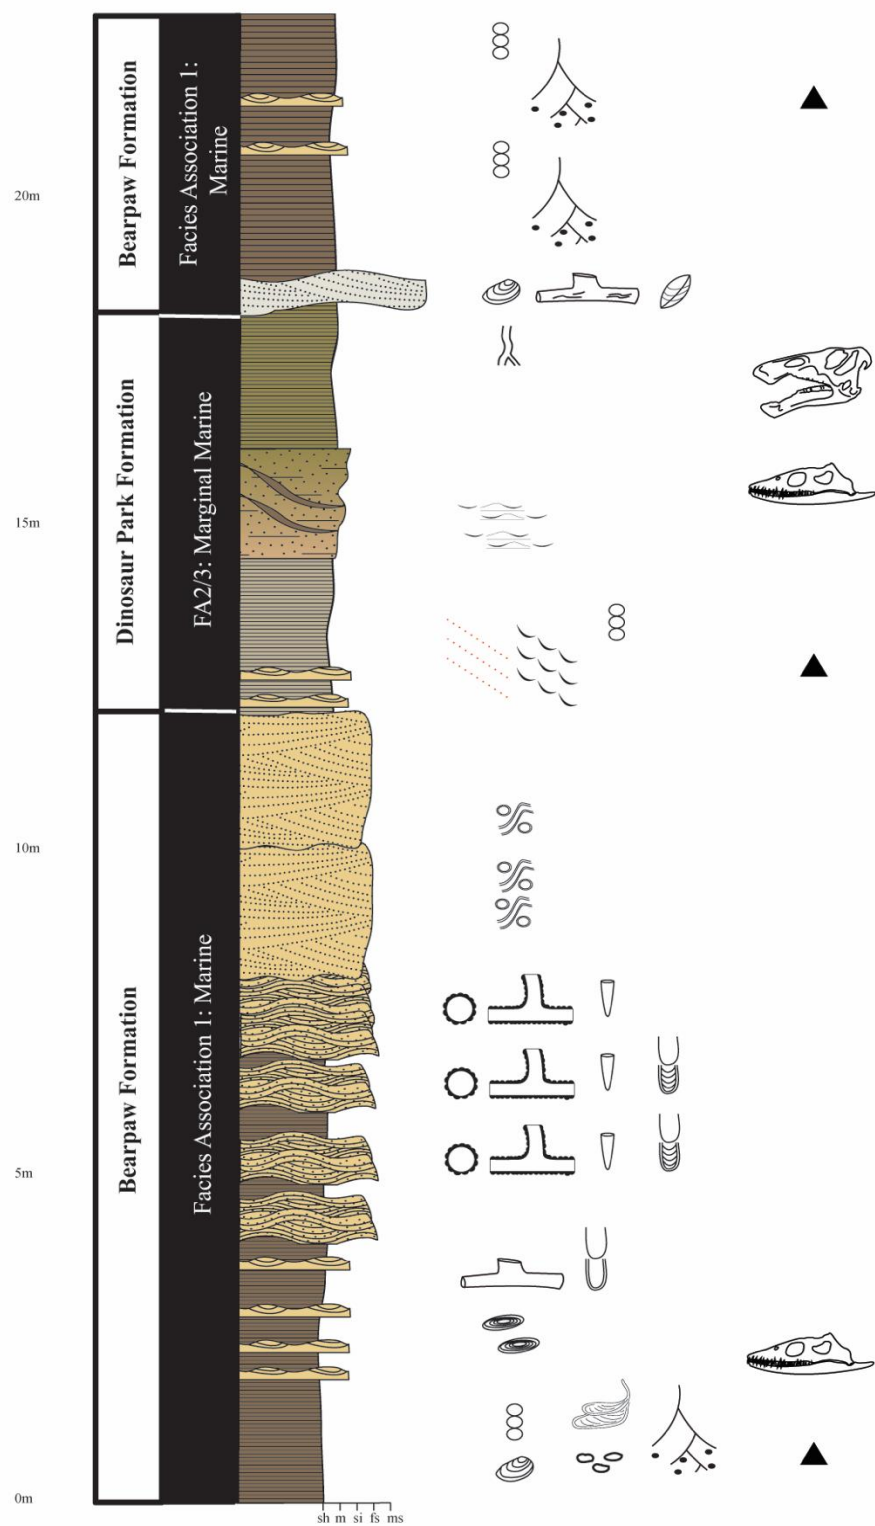 Bearpaw Formation
Facies Association 1:
Marine
20m
Dinosaur Park Formation
FA2/3: Marginal Marine
15m
10m
Bearpaw Formation
Facies Association 1: Marine
5m
0m
sh m si fs ms